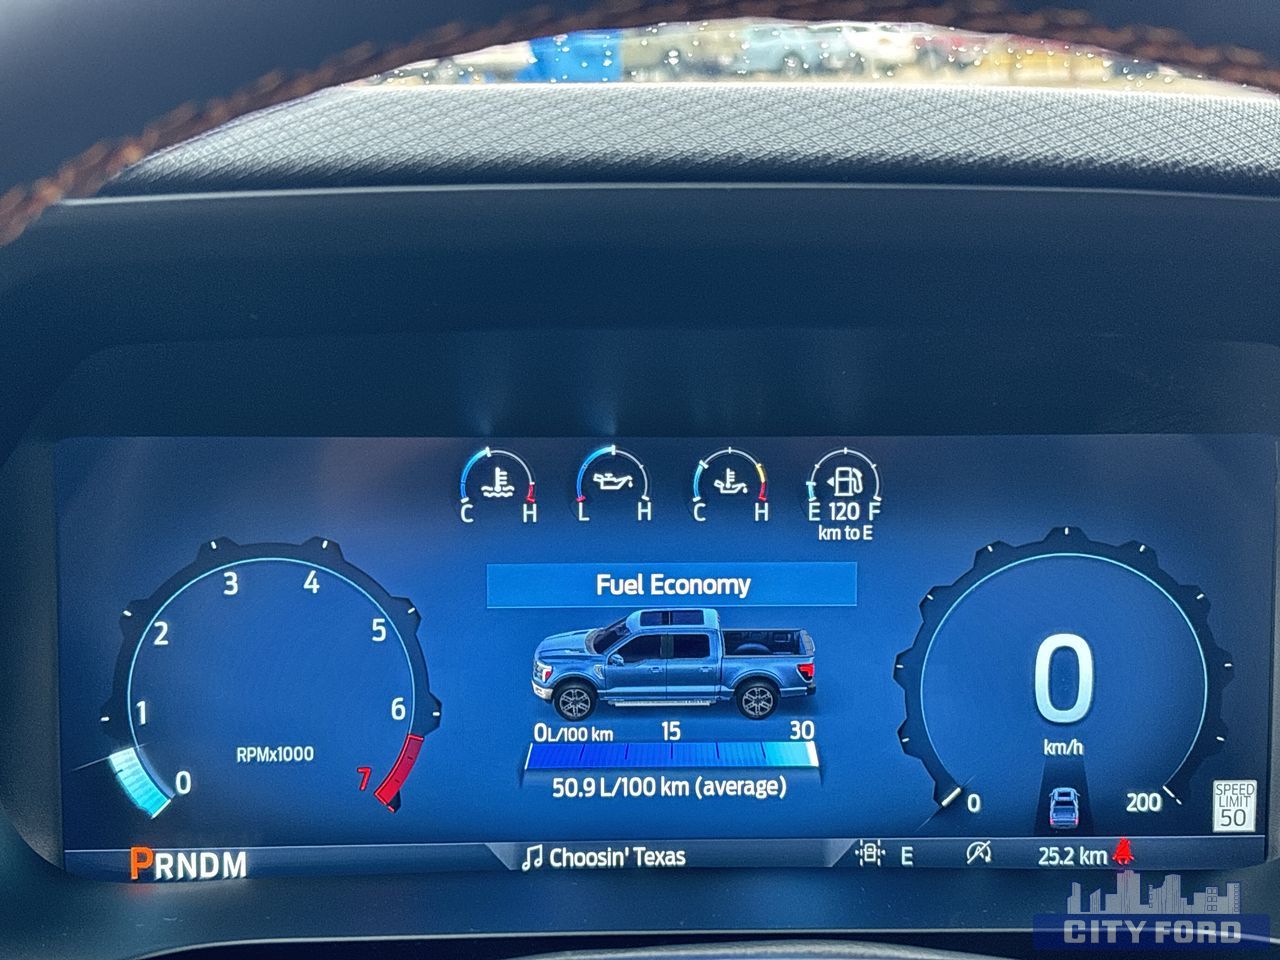 C H
L H
C H
E 120 F
km to E
Fuel Economy
0 1 2 3 4 5 6 7
RPMx1000
0L/100 km 15 30
50.9 L/100 km (average)
0
km/h
0 200
SPEED
LIMIT
50
PRNDM
Choosin' Texas
E
25.2 km
CITY FORD